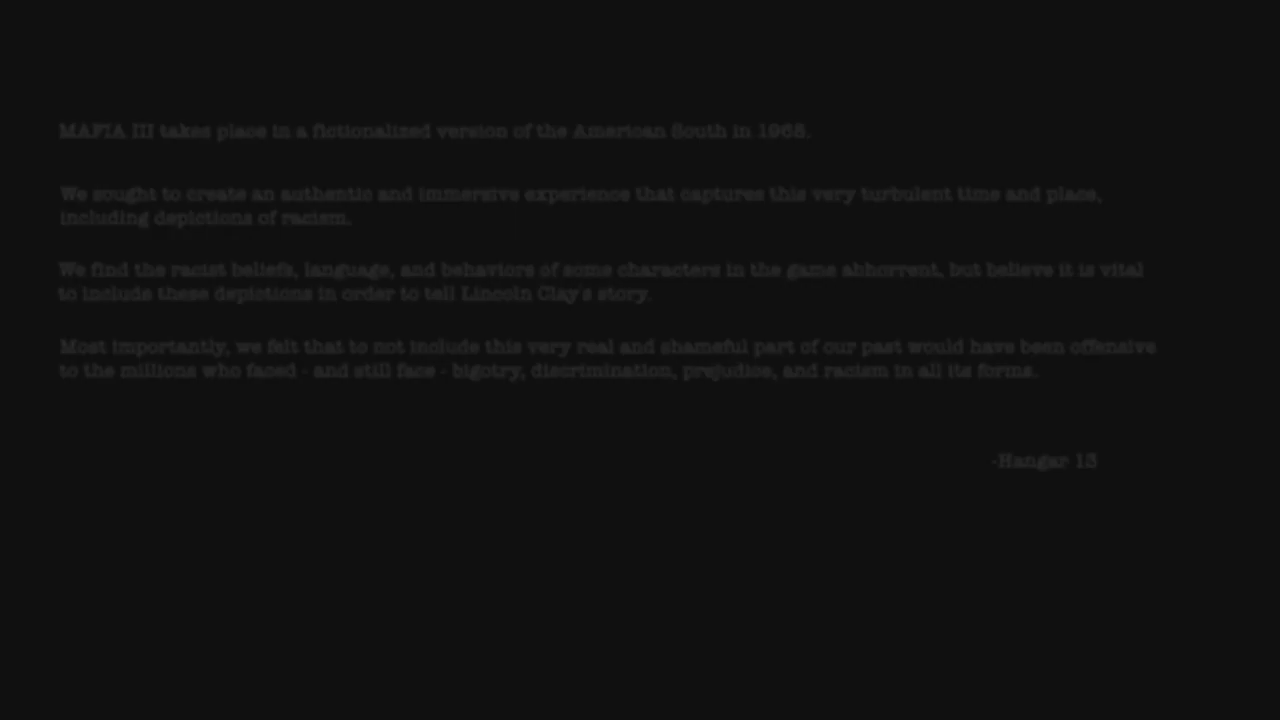 MAFIA III takes place in a fictionalized version of the American South in 1968.
We sought to create an authentic and immersive experience that captures this very turbulent time and place,
including depictions of racism.
We find the racist beliefs, language, and behaviors of some characters in the game abhorrent, but believe it is vital
to include these depictions in order to tell Lincoln Clay's story.
Most importantly, we felt that to not include this very real and shameful part of our past would have been offensive
to the millions who faced - and still face - bigotry, discrimination, prejudice, and racism in all its forms.
-Hangar 13